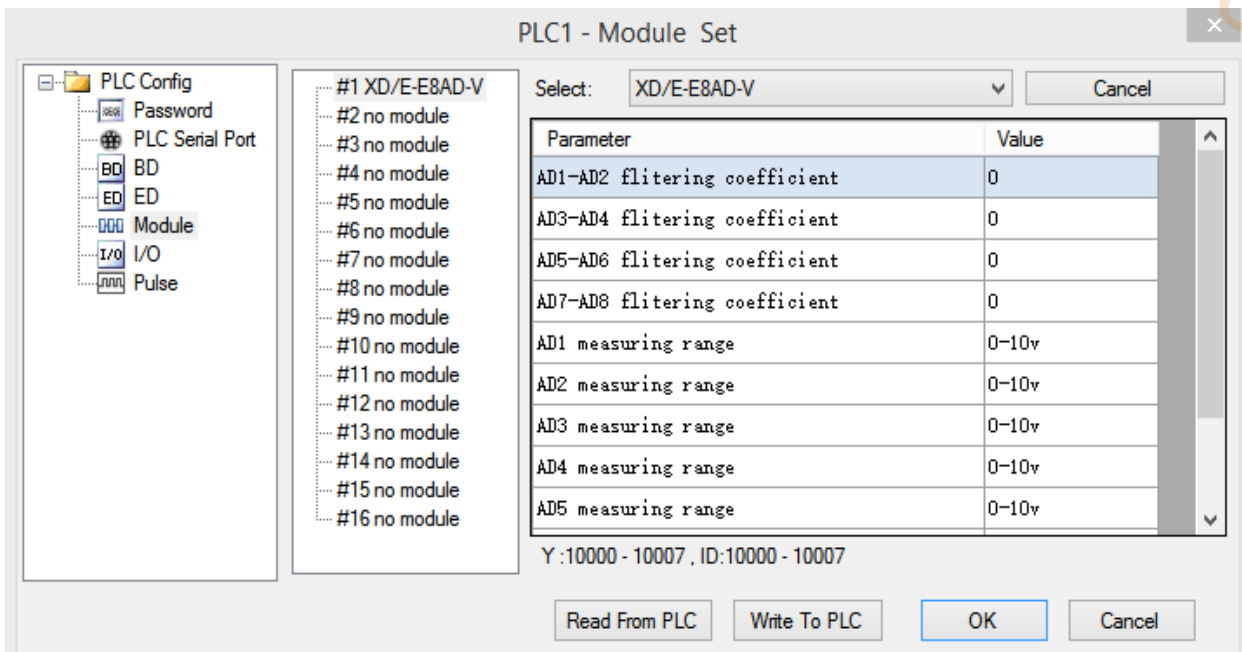 PLC1 - Module Set
PLC Config
Password
PLC Serial Port
BD BD
ED ED
Module
I/O I/O
Pulse
#1 XD/E-E8AD-V
#2 no module
#3 no module
#4 no module
#5 no module
#6 no module
#7 no module
#8 no module
#9 no module
#10 no module
#11 no module
#12 no module
#13 no module
#14 no module
#15 no module
#16 no module
Select: XD/E-E8AD-V Cancel
Parameter Value
AD1-AD2 flitering coefficient 0
AD3-AD4 flitering coefficient 0
AD5-AD6 flitering coefficient 0
AD7-AD8 flitering coefficient 0
AD1 measuring range 0-10v
AD2 measuring range 0-10v
AD3 measuring range 0-10v
AD4 measuring range 0-10v
AD5 measuring range 0-10v
Y :10000 - 10007 , ID:10000 - 10007
Read From PLC Write To PLC OK Cancel